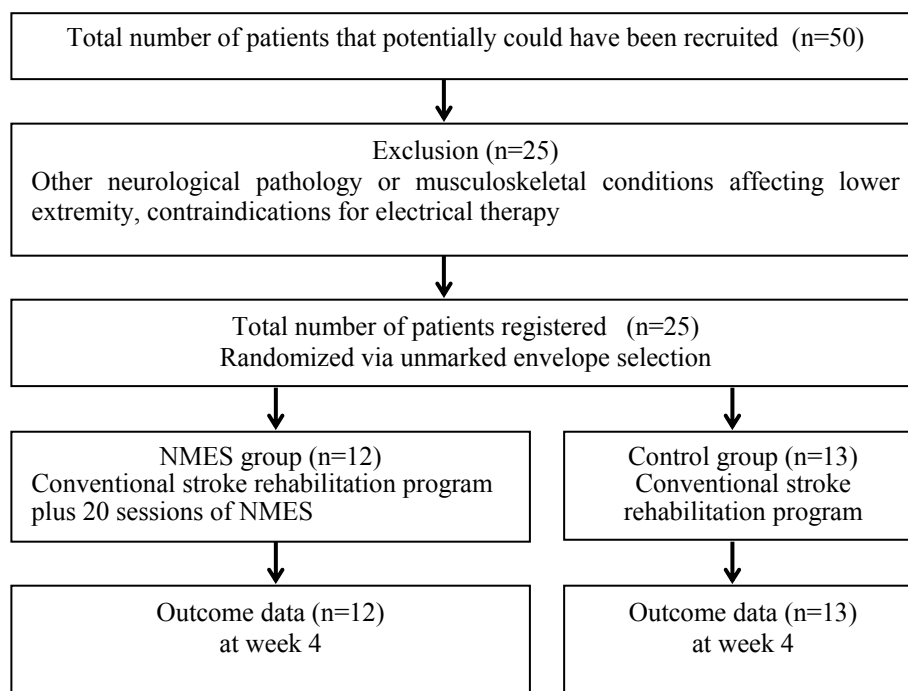 Total number of patients that potentially could have been recruited (n=50)
Exclusion (n=25)
Other neurological pathology or musculoskeletal conditions affecting lower
extremity, contraindications for electrical therapy
Total number of patients registered (n=25)
Randomized via unmarked envelope selection
NMES group (n=12)
Conventional stroke rehabilitation program
plus 20 sessions of NMES
Control group (n=13)
Conventional stroke
rehabilitation program
Outcome data (n=12)
at week 4
Outcome data (n=13)
at week 4